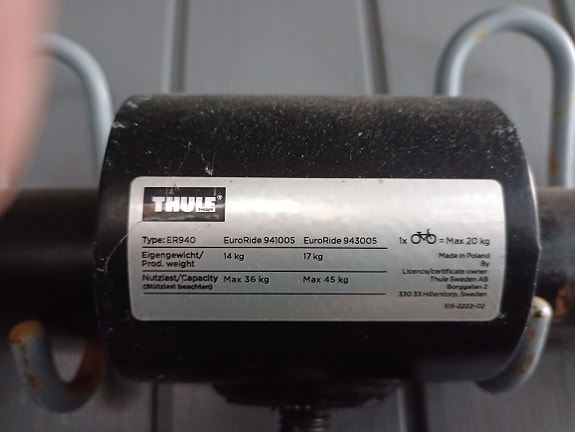 THULE®
SWEDEN
Type: ER940 EuroRide 941005 EuroRide 943005
Eigengewicht/ 14 kg 17 kg
Prod. weight
Nutzlast/Capacity Max 36 kg Max 45 kg
(Stützlast beachten)
1x = Max 20 kg
Made in Poland
By
Licence/certificate owner
Thule Sweden AB
Borggatan 2
330 33 Hillerstorp, Sweden
515-2222-02